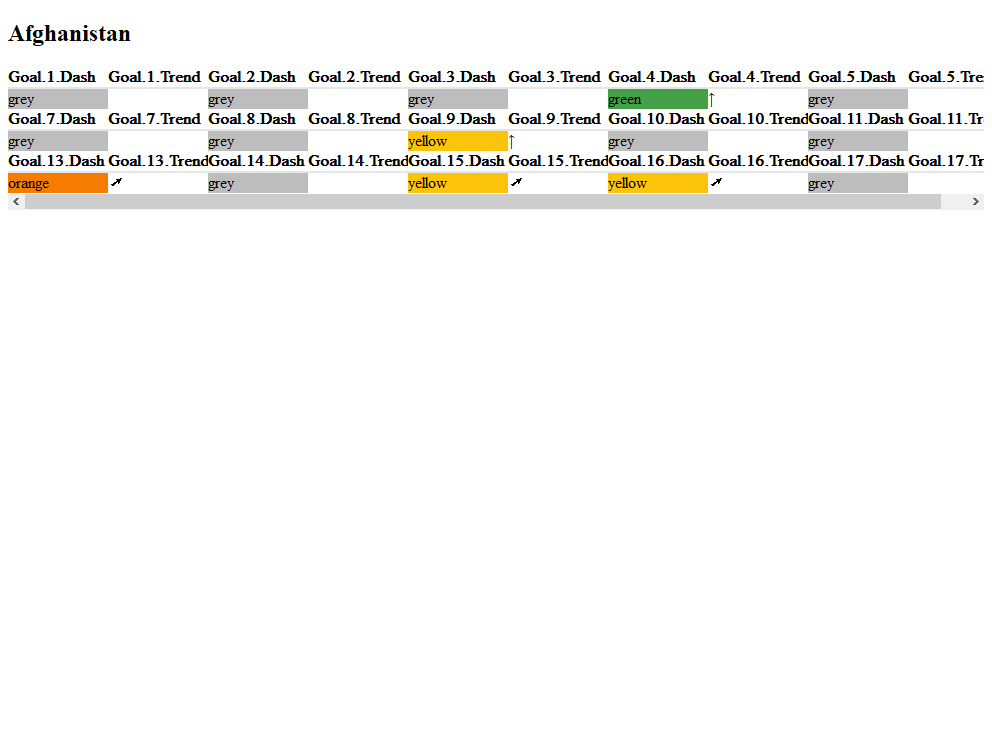 Afghanistan
Goal.1.Dash Goal.1.Trend Goal.2.Dash Goal.2.Trend Goal.3.Dash Goal.3.Trend Goal.4.Dash Goal.4.Trend Goal.5.Dash Goal.5.Tre
grey grey grey green ↑ grey
Goal.7.Dash Goal.7.Trend Goal.8.Dash Goal.8.Trend Goal.9.Dash Goal.9.Trend Goal.10.Dash Goal.10.Trend Goal.11.Dash Goal.11.Tr
grey grey yellow ↑ grey grey
Goal.13.Dash Goal.13.Trend Goal.14.Dash Goal.14.Trend Goal.15.Dash Goal.15.Trend Goal.16.Dash Goal.16.Trend Goal.17.Dash Goal.17.Tr
orange ➚ grey yellow ➚ yellow ➚ grey